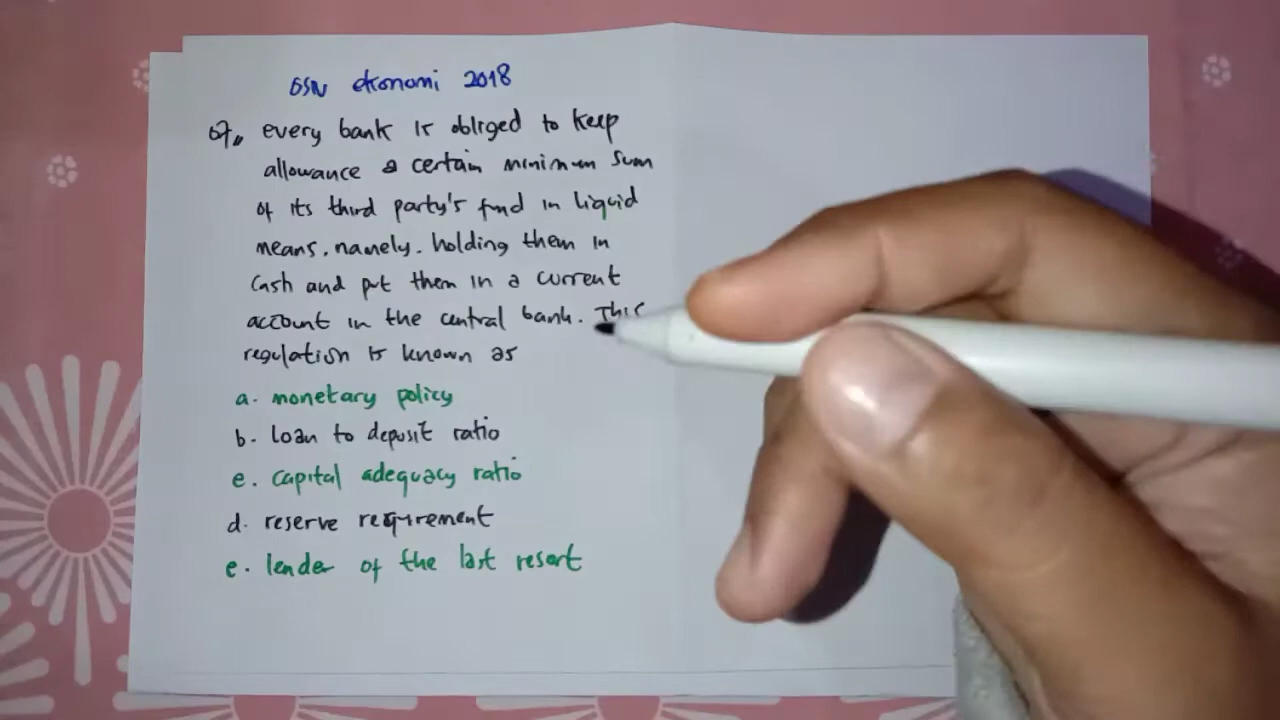 OSN ekonomi 2018
67,, every bank is obliged to keep
allowance a certain minimum sum
of its third party's fund in liquid
means, namely. holding them in
cash and put them in a current
account in the central bank. This
regulation is known as
a. monetary policy
b. loan to deposit ratio
e. capital adequacy ratio
d. reserve requirement
e. lender of the last resort